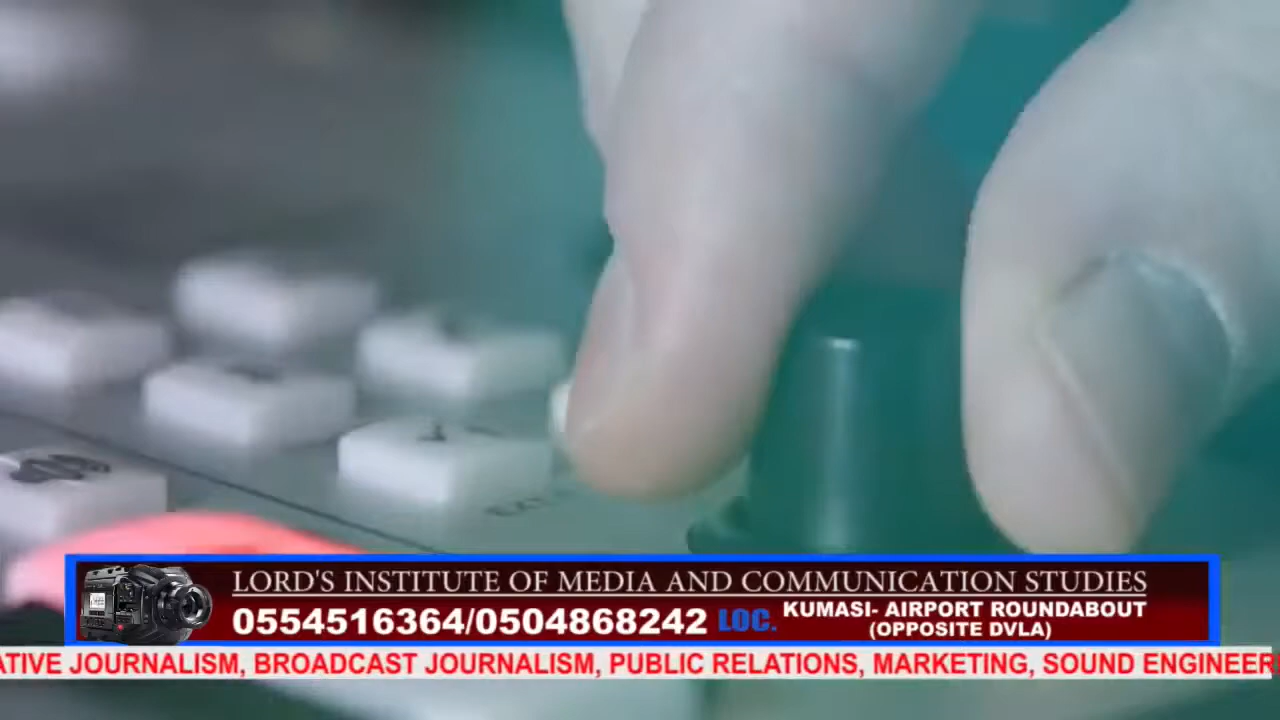 LORD'S INSTITUTE OF MEDIA AND COMMUNICATION STUDIES
0554516364/0504868242 LOC. KUMASI- AIRPORT ROUNDABOUT
(OPPOSITE DVLA)
ATIVE JOURNALISM, BROADCAST JOURNALISM, PUBLIC RELATIONS, MARKETING, SOUND ENGINEER